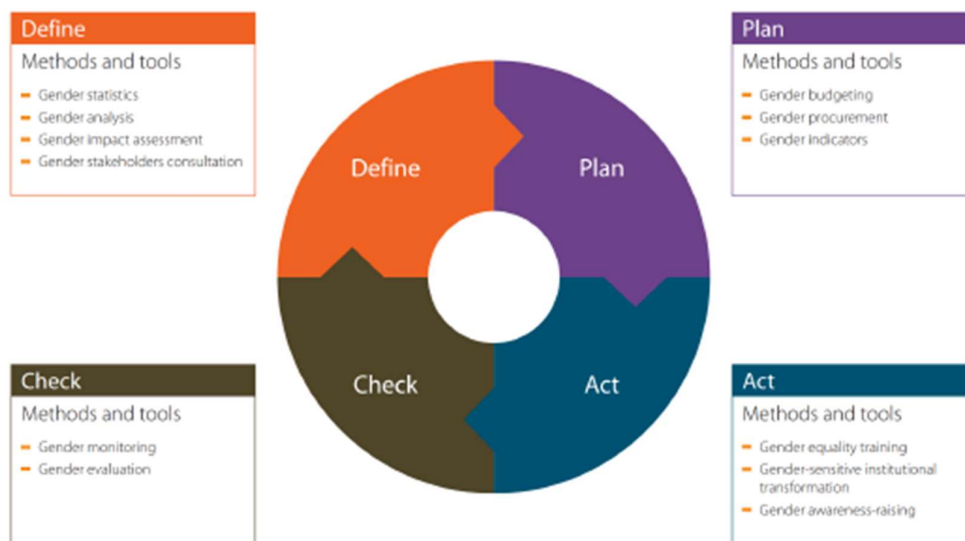 Define
Methods and tools
Gender statistics
Gender analysis
Gender impact assessment
Gender stakeholders consultation
Plan
Methods and tools
Gender budgeting
Gender procurement
Gender indicators
Define
Plan
Check
Act
Check
Methods and tools
Gender monitoring
Gender evaluation
Act
Methods and tools
Gender equality training
Gender-sensitive institutional
transformation
Gender awareness-raising